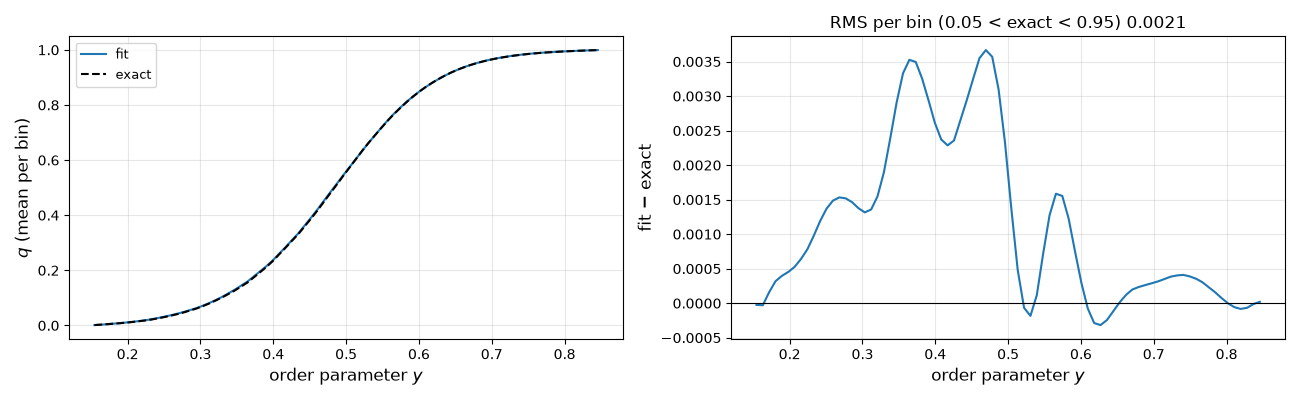 RMS per bin (0.05 < exact < 0.95) 0.0021
fit
exact
1.0
0.8
0.6
0.4
0.2
0.0
q (mean per bin)
0.2 0.3 0.4 0.5 0.6 0.7 0.8
order parameter y
0.0035
0.0030
0.0025
0.0020
0.0015
0.0010
0.0005
0.0000
−0.0005
fit − exact
0.2 0.3 0.4 0.5 0.6 0.7 0.8
order parameter y